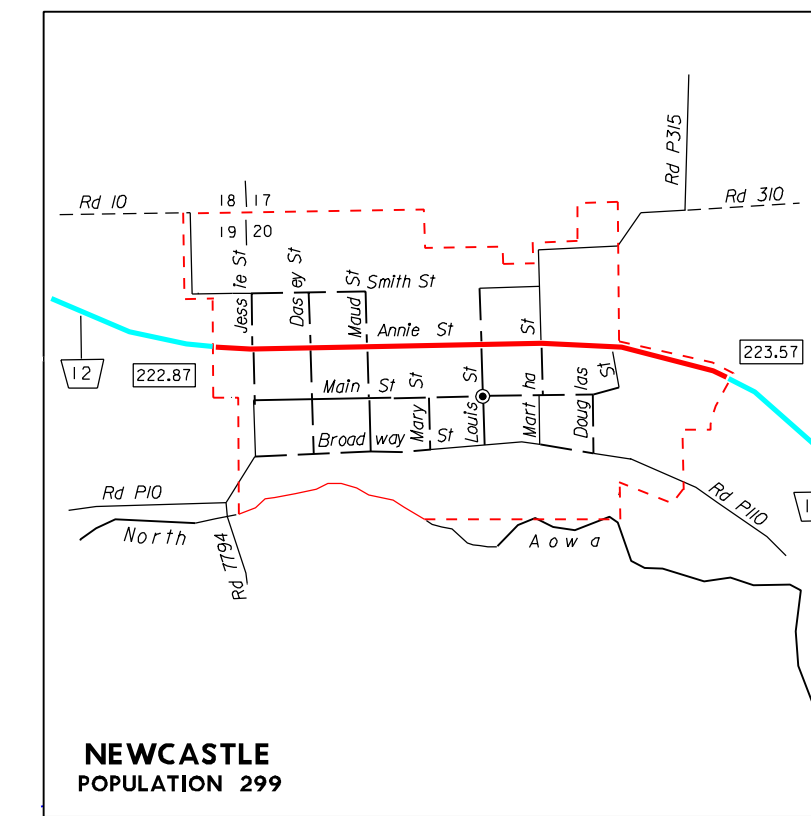 Rd P315
Rd 10
18 17
Rd 310
19 20
Jessie St
Dasey St
Maud St
Smith St
Annie St
Martha St
223.57
12
222.87
Main St
Mary St
Louis St
Douglas St
Broadway St
Rd P10
Rd P110
1
North
Aowa
Rd 7794
NEWCASTLE
POPULATION 299